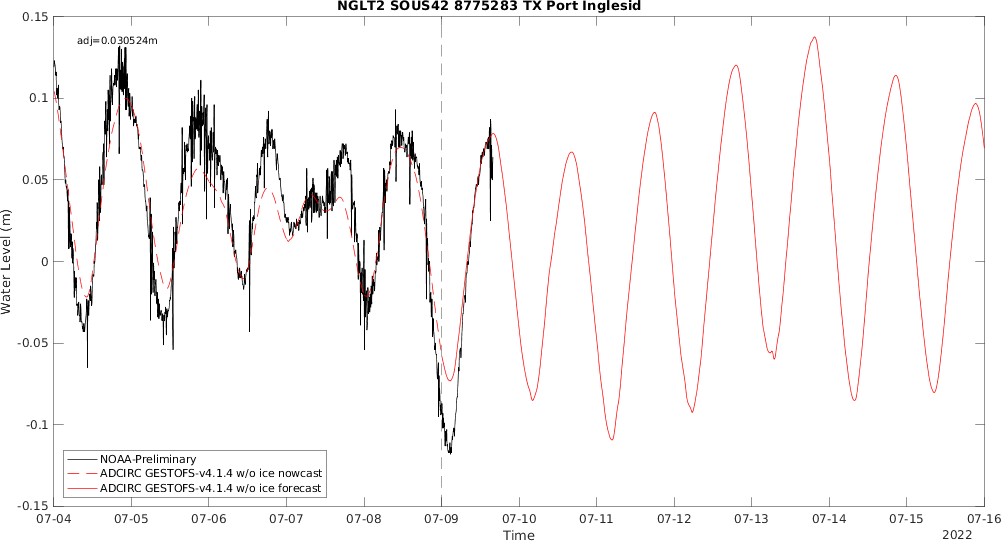 NGLT2 SOUS42 8775283 TX Port Inglesid
adj=0.030524m
0.15
0.1
0.05
0
-0.05
-0.1
-0.15
Water Level (m)
NOAA-Preliminary
ADCIRC GESTOFS-v4.1.4 w/o ice nowcast
ADCIRC GESTOFS-v4.1.4 w/o ice forecast
07-04 07-05 07-06 07-07 07-08 07-09 07-10 07-11 07-12 07-13 07-14 07-15 07-16
Time
2022